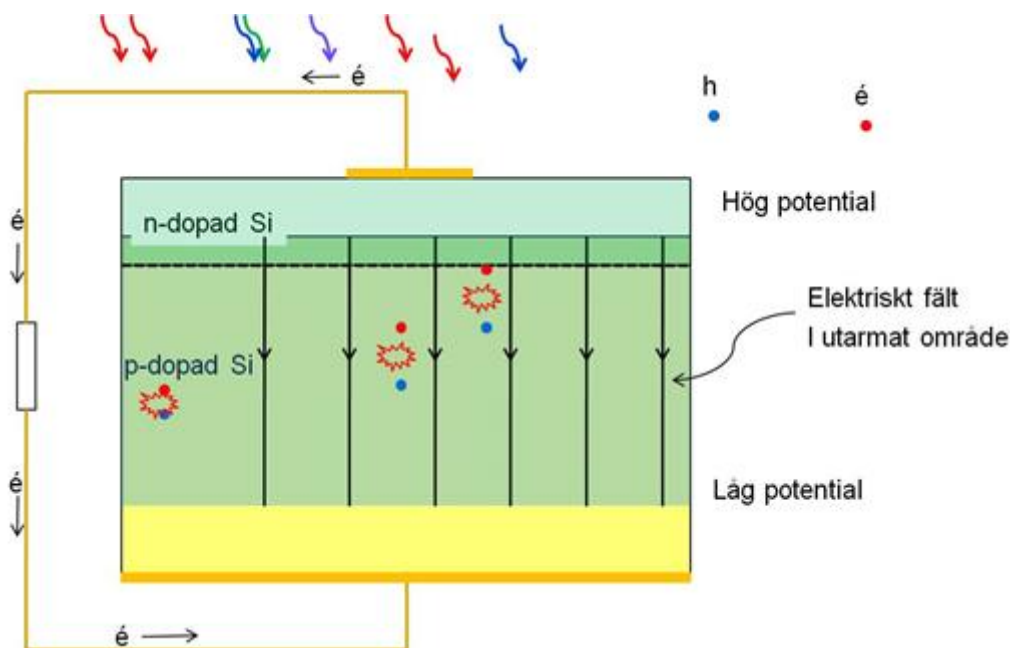 é
h
é
Hög potential
n-dopad Si
é
Elektriskt fält
I utarmat område
p-dopad Si
é
Låg potential
é